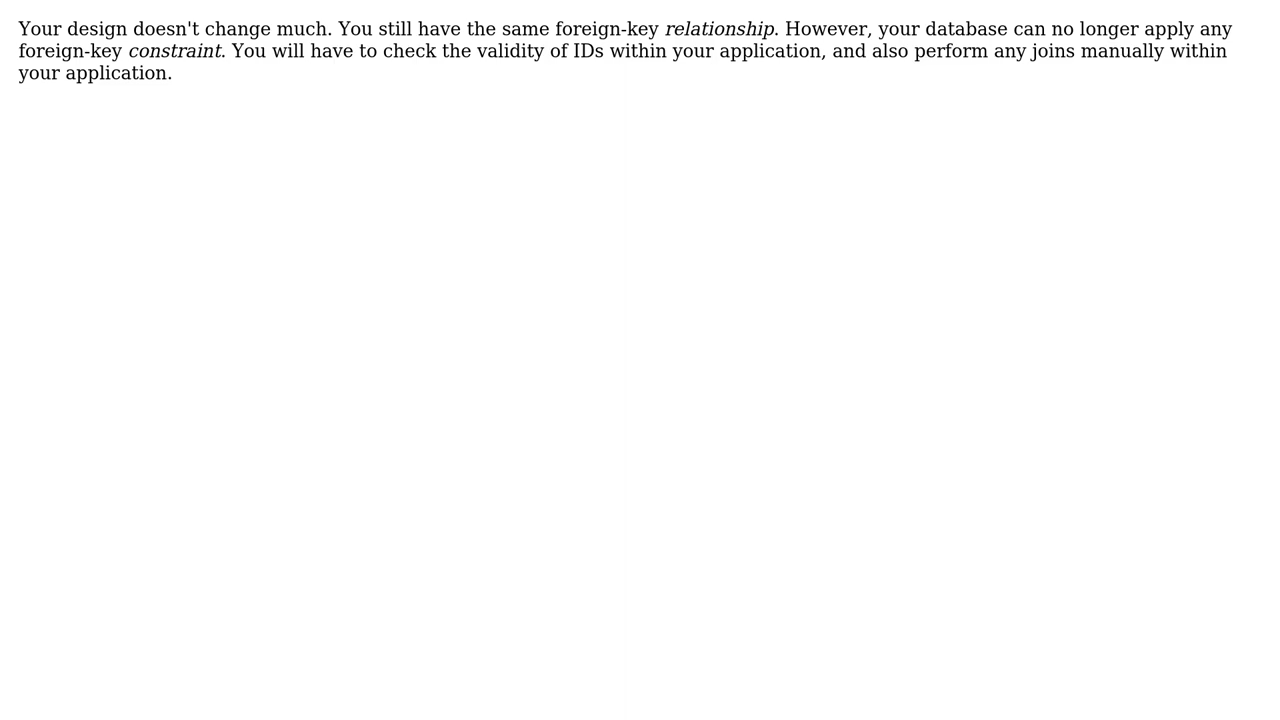 Your design doesn't change much. You still have the same foreign-key relationship. However, your database can no longer apply any
foreign-key constraint. You will have to check the validity of IDs within your application, and also perform any joins manually within
your application.